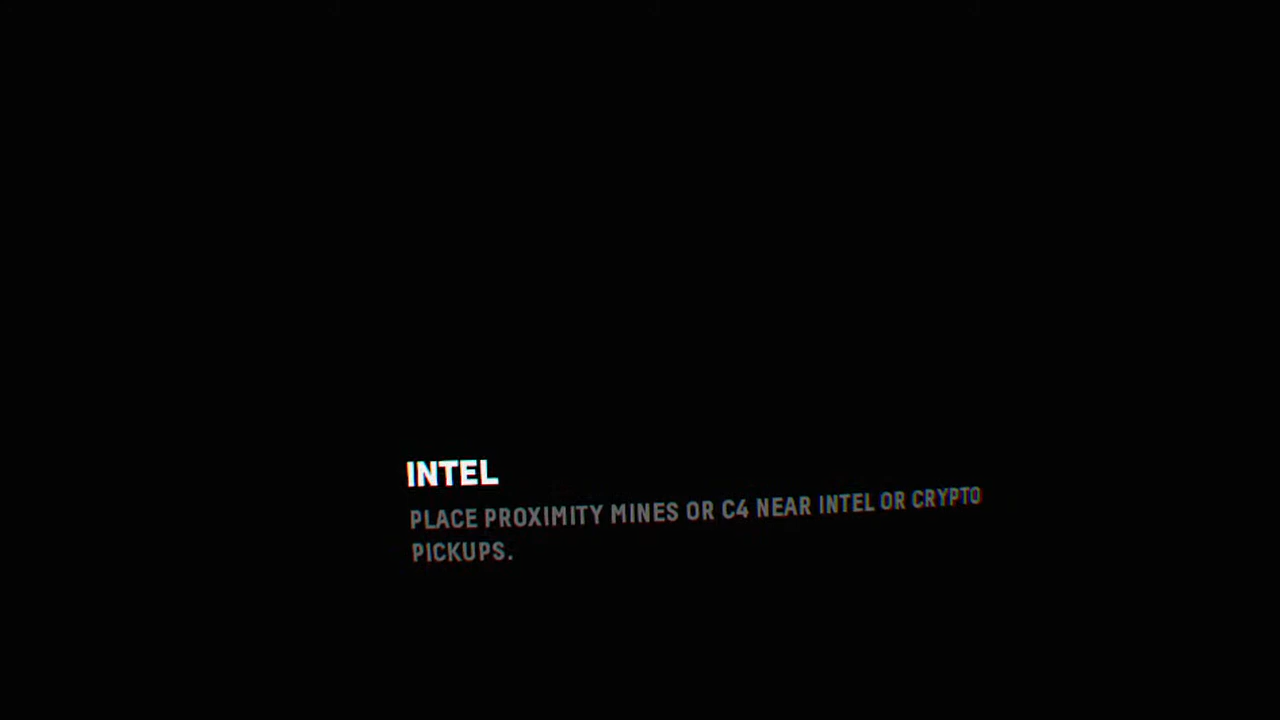 INTEL
PLACE PROXIMITY MINES OR C4 NEAR INTEL OR CRYPTO
PICKUPS.